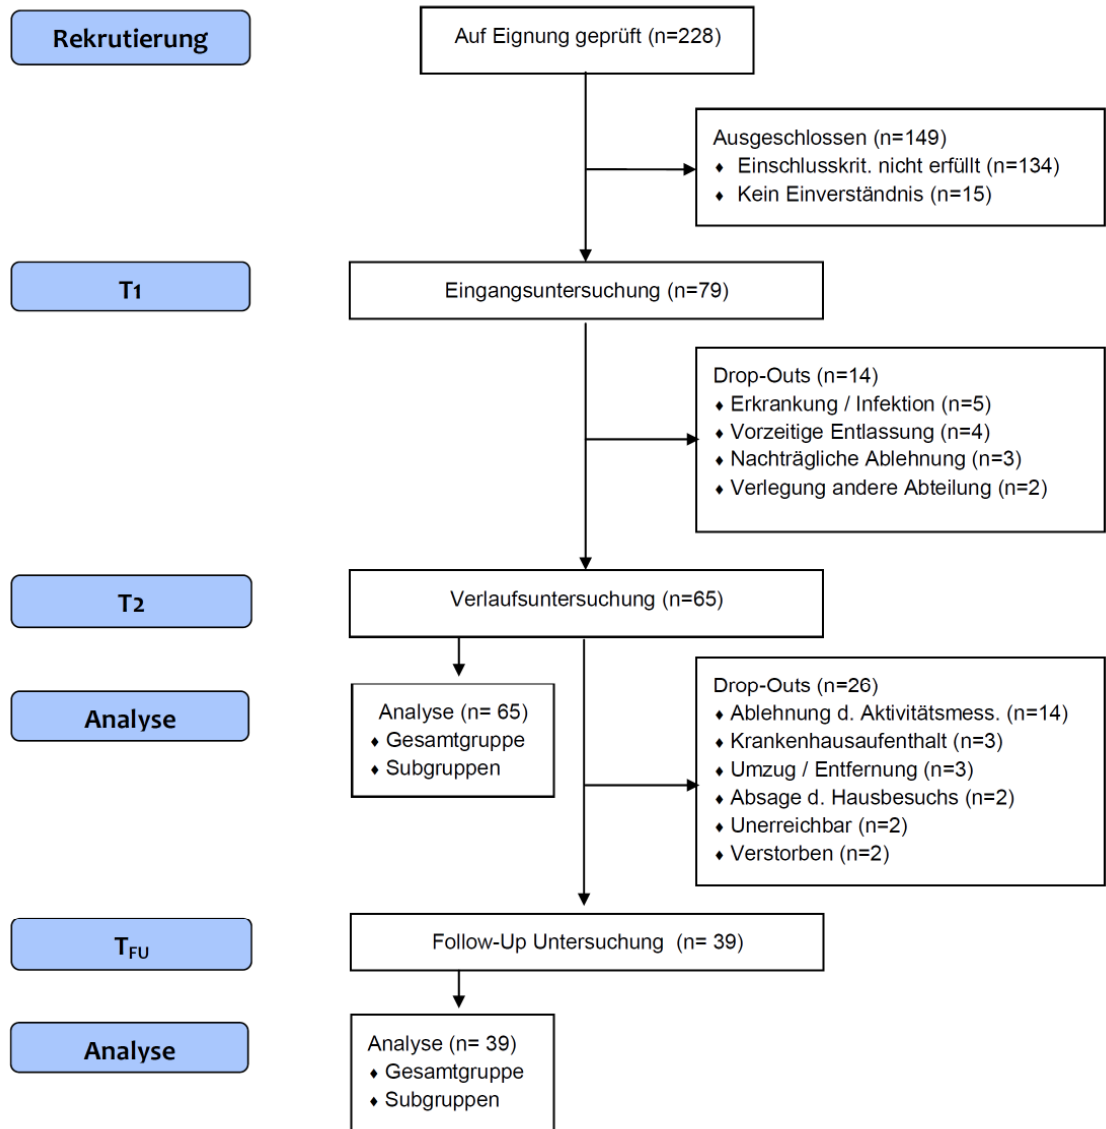 Rekrutierung
Auf Eignung geprüft (n=228)
Ausgeschlossen (n=149)
♦ Einschlusskrit. nicht erfüllt (n=134)
♦ Kein Einverständnis (n=15)
T1
Eingangsuntersuchung (n=79)
Drop-Outs (n=14)
♦ Erkrankung / Infektion (n=5)
♦ Vorzeitige Entlassung (n=4)
♦ Nachträgliche Ablehnung (n=3)
♦ Verlegung andere Abteilung (n=2)
T2
Verlaufsuntersuchung (n=65)
Analyse
Analyse (n= 65)
♦ Gesamtgruppe
♦ Subgruppen
Drop-Outs (n=26)
♦ Ablehnung d. Aktivitätsmess. (n=14)
♦ Krankenhausaufenthalt (n=3)
♦ Umzug / Entfernung (n=3)
♦ Absage d. Hausbesuchs (n=2)
♦ Unerreichbar (n=2)
♦ Verstorben (n=2)
TFU
Follow-Up Untersuchung (n= 39)
Analyse
Analyse (n= 39)
♦ Gesamtgruppe
♦ Subgruppen